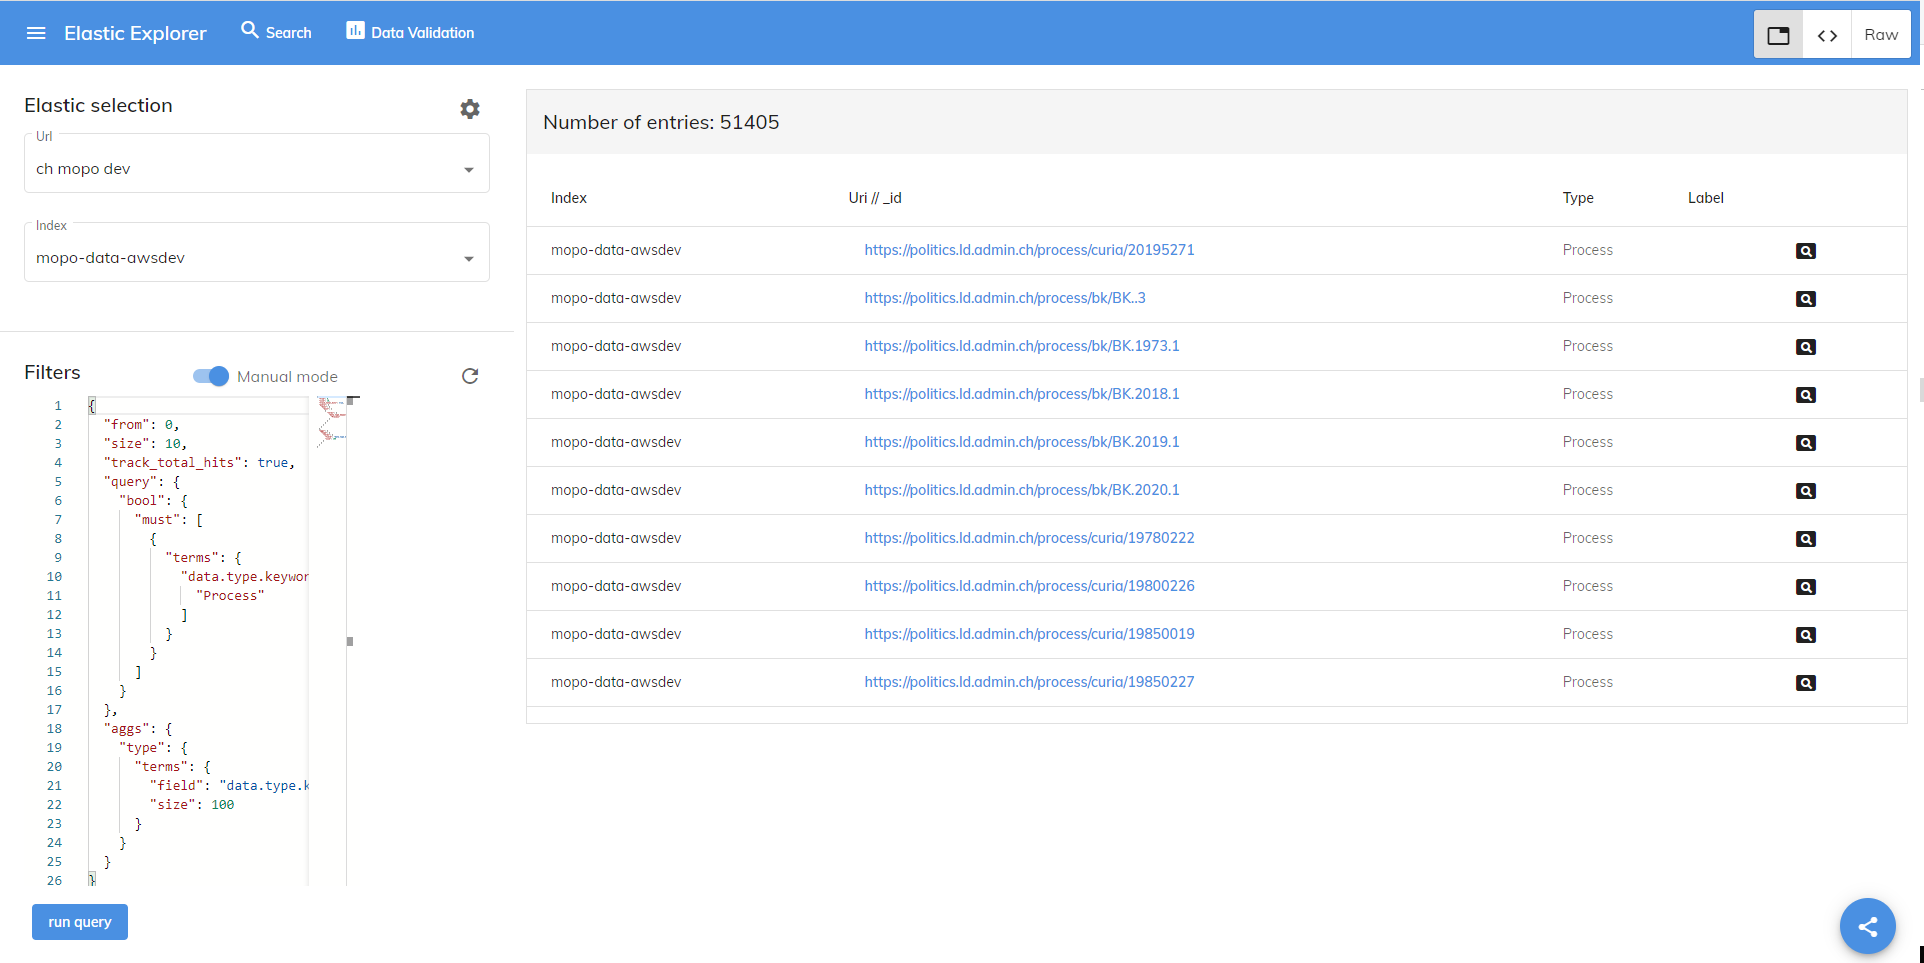 Elastic Explorer
Search
Data Validation
Raw
Elastic selection
Url
ch mopo dev
Index
mopo-data-awsdev
Filters
Manual mode
1 {
2 "from": 0,
3 "size": 10,
4 "track_total_hits": true,
5 "query": {
6 "bool": {
7 "must": [
8 {
9 "terms": {
10 "data.type.keywor
11 "Process"
12 ]
13 }
14 }
15 ]
16 }
17 },
18 "aggs": {
19 "type": {
20 "terms": {
21 "field": "data.type.k
22 "size": 100
23 }
24 }
25 }
26 }
run query
Number of entries: 51405
Index Uri // _id Type Label
mopo-data-awsdev https://politics.ld.admin.ch/process/curia/20195271 Process
mopo-data-awsdev https://politics.ld.admin.ch/process/bk/BK..3 Process
mopo-data-awsdev https://politics.ld.admin.ch/process/bk/BK.1973.1 Process
mopo-data-awsdev https://politics.ld.admin.ch/process/bk/BK.2018.1 Process
mopo-data-awsdev https://politics.ld.admin.ch/process/bk/BK.2019.1 Process
mopo-data-awsdev https://politics.ld.admin.ch/process/bk/BK.2020.1 Process
mopo-data-awsdev https://politics.ld.admin.ch/process/curia/19780222 Process
mopo-data-awsdev https://politics.ld.admin.ch/process/curia/19800226 Process
mopo-data-awsdev https://politics.ld.admin.ch/process/curia/19850019 Process
mopo-data-awsdev https://politics.ld.admin.ch/process/curia/19850227 Process